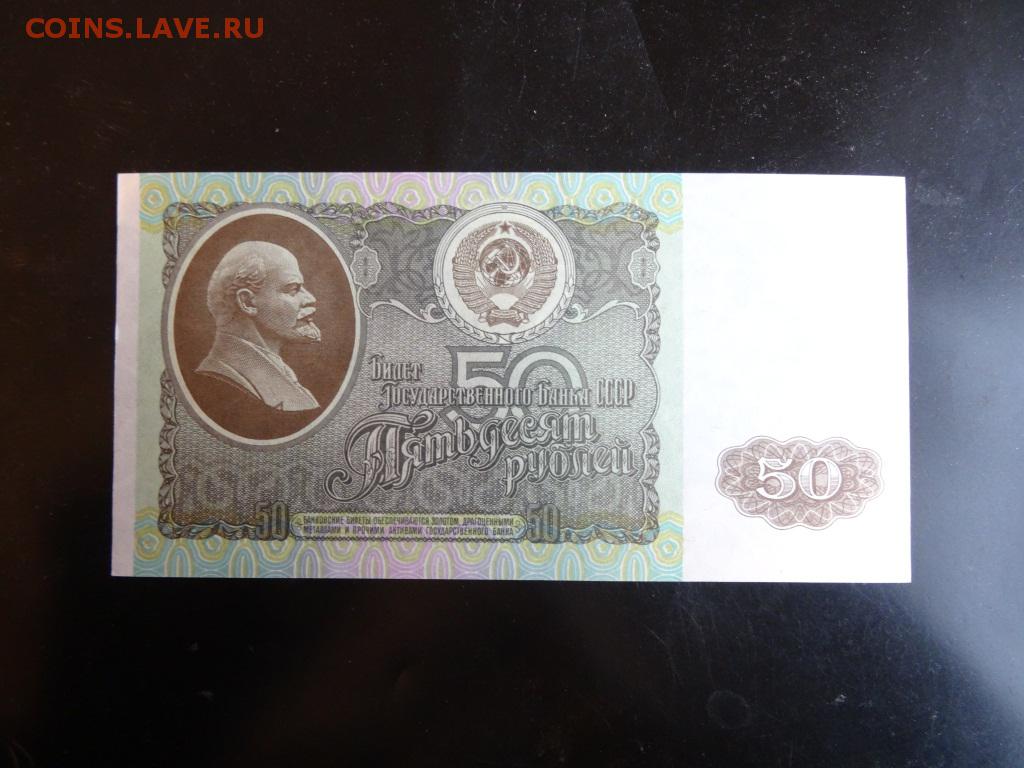 COINS.LAVE.RU
50
Билет
Государственного Банка СССР
Пятьдесят
рублей
50
50
БАНКОВСКИЕ БИЛЕТЫ ОБЕСПЕЧИВАЮТСЯ ЗОЛОТОМ, ДРАГОЦЕННЫМИ
МЕТАЛЛАМИ И ПРОЧИМИ АКТИВАМИ ГОСУДАРСТВЕННОГО БАНКА
50